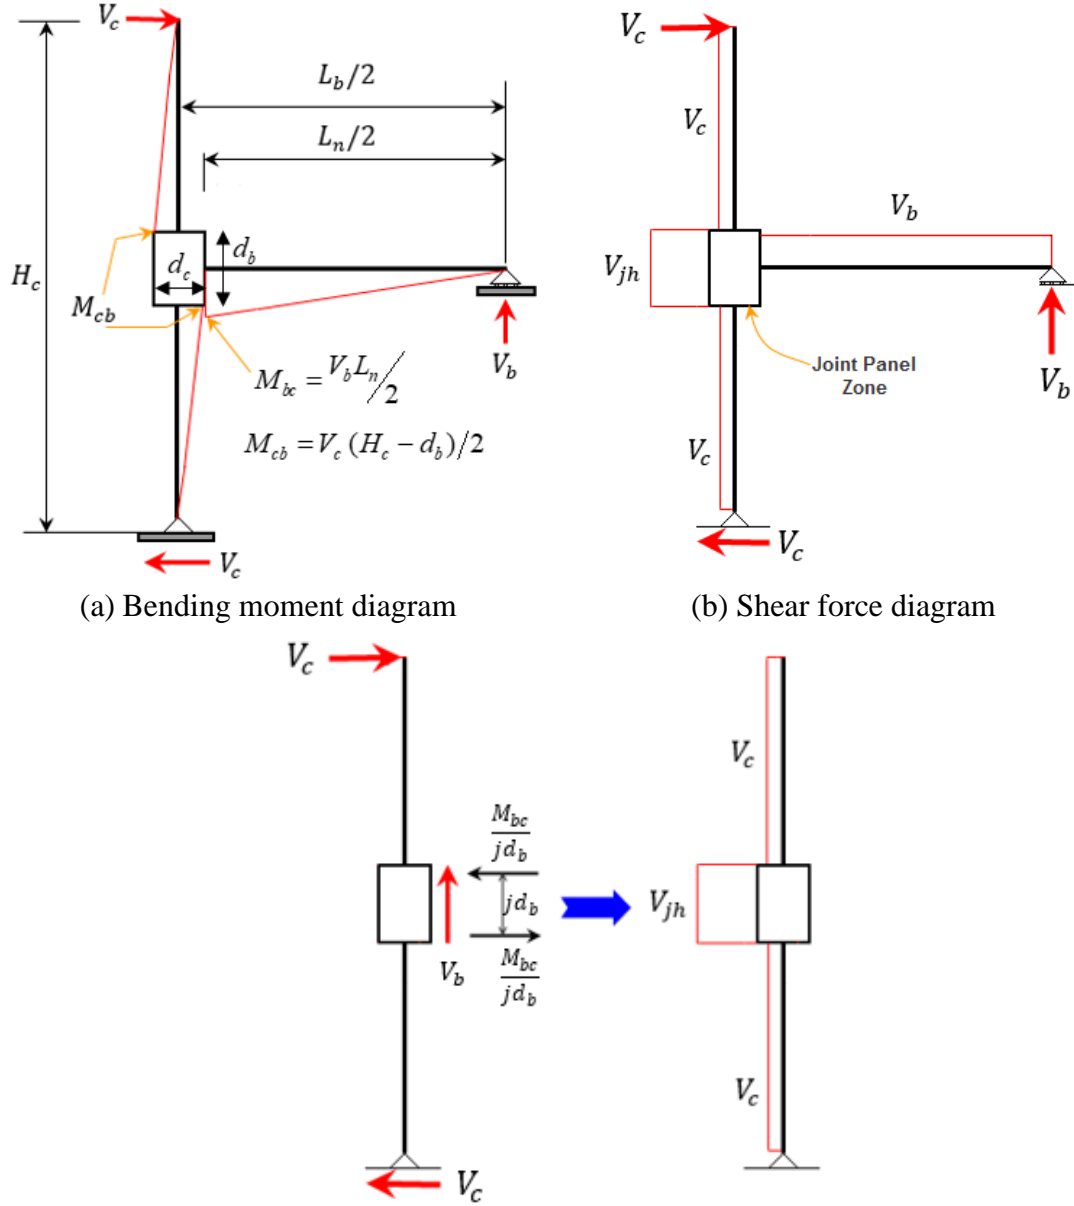 V_c
L_b/2
L_n/2
H_c
d_b
d_c
M_cb
V_b
M_bc = V_b L_n/2
M_cb = V_c (H_c − d_b)/2
V_c
(a) Bending moment diagram
V_c
V_c
V_b
V_jh
Joint Panel
Zone
V_b
V_c
V_c
(b) Shear force diagram
V_c
M_bc/jd_b
jd_b
V_b
M_bc/jd_b
V_c
V_c
V_jh
V_c